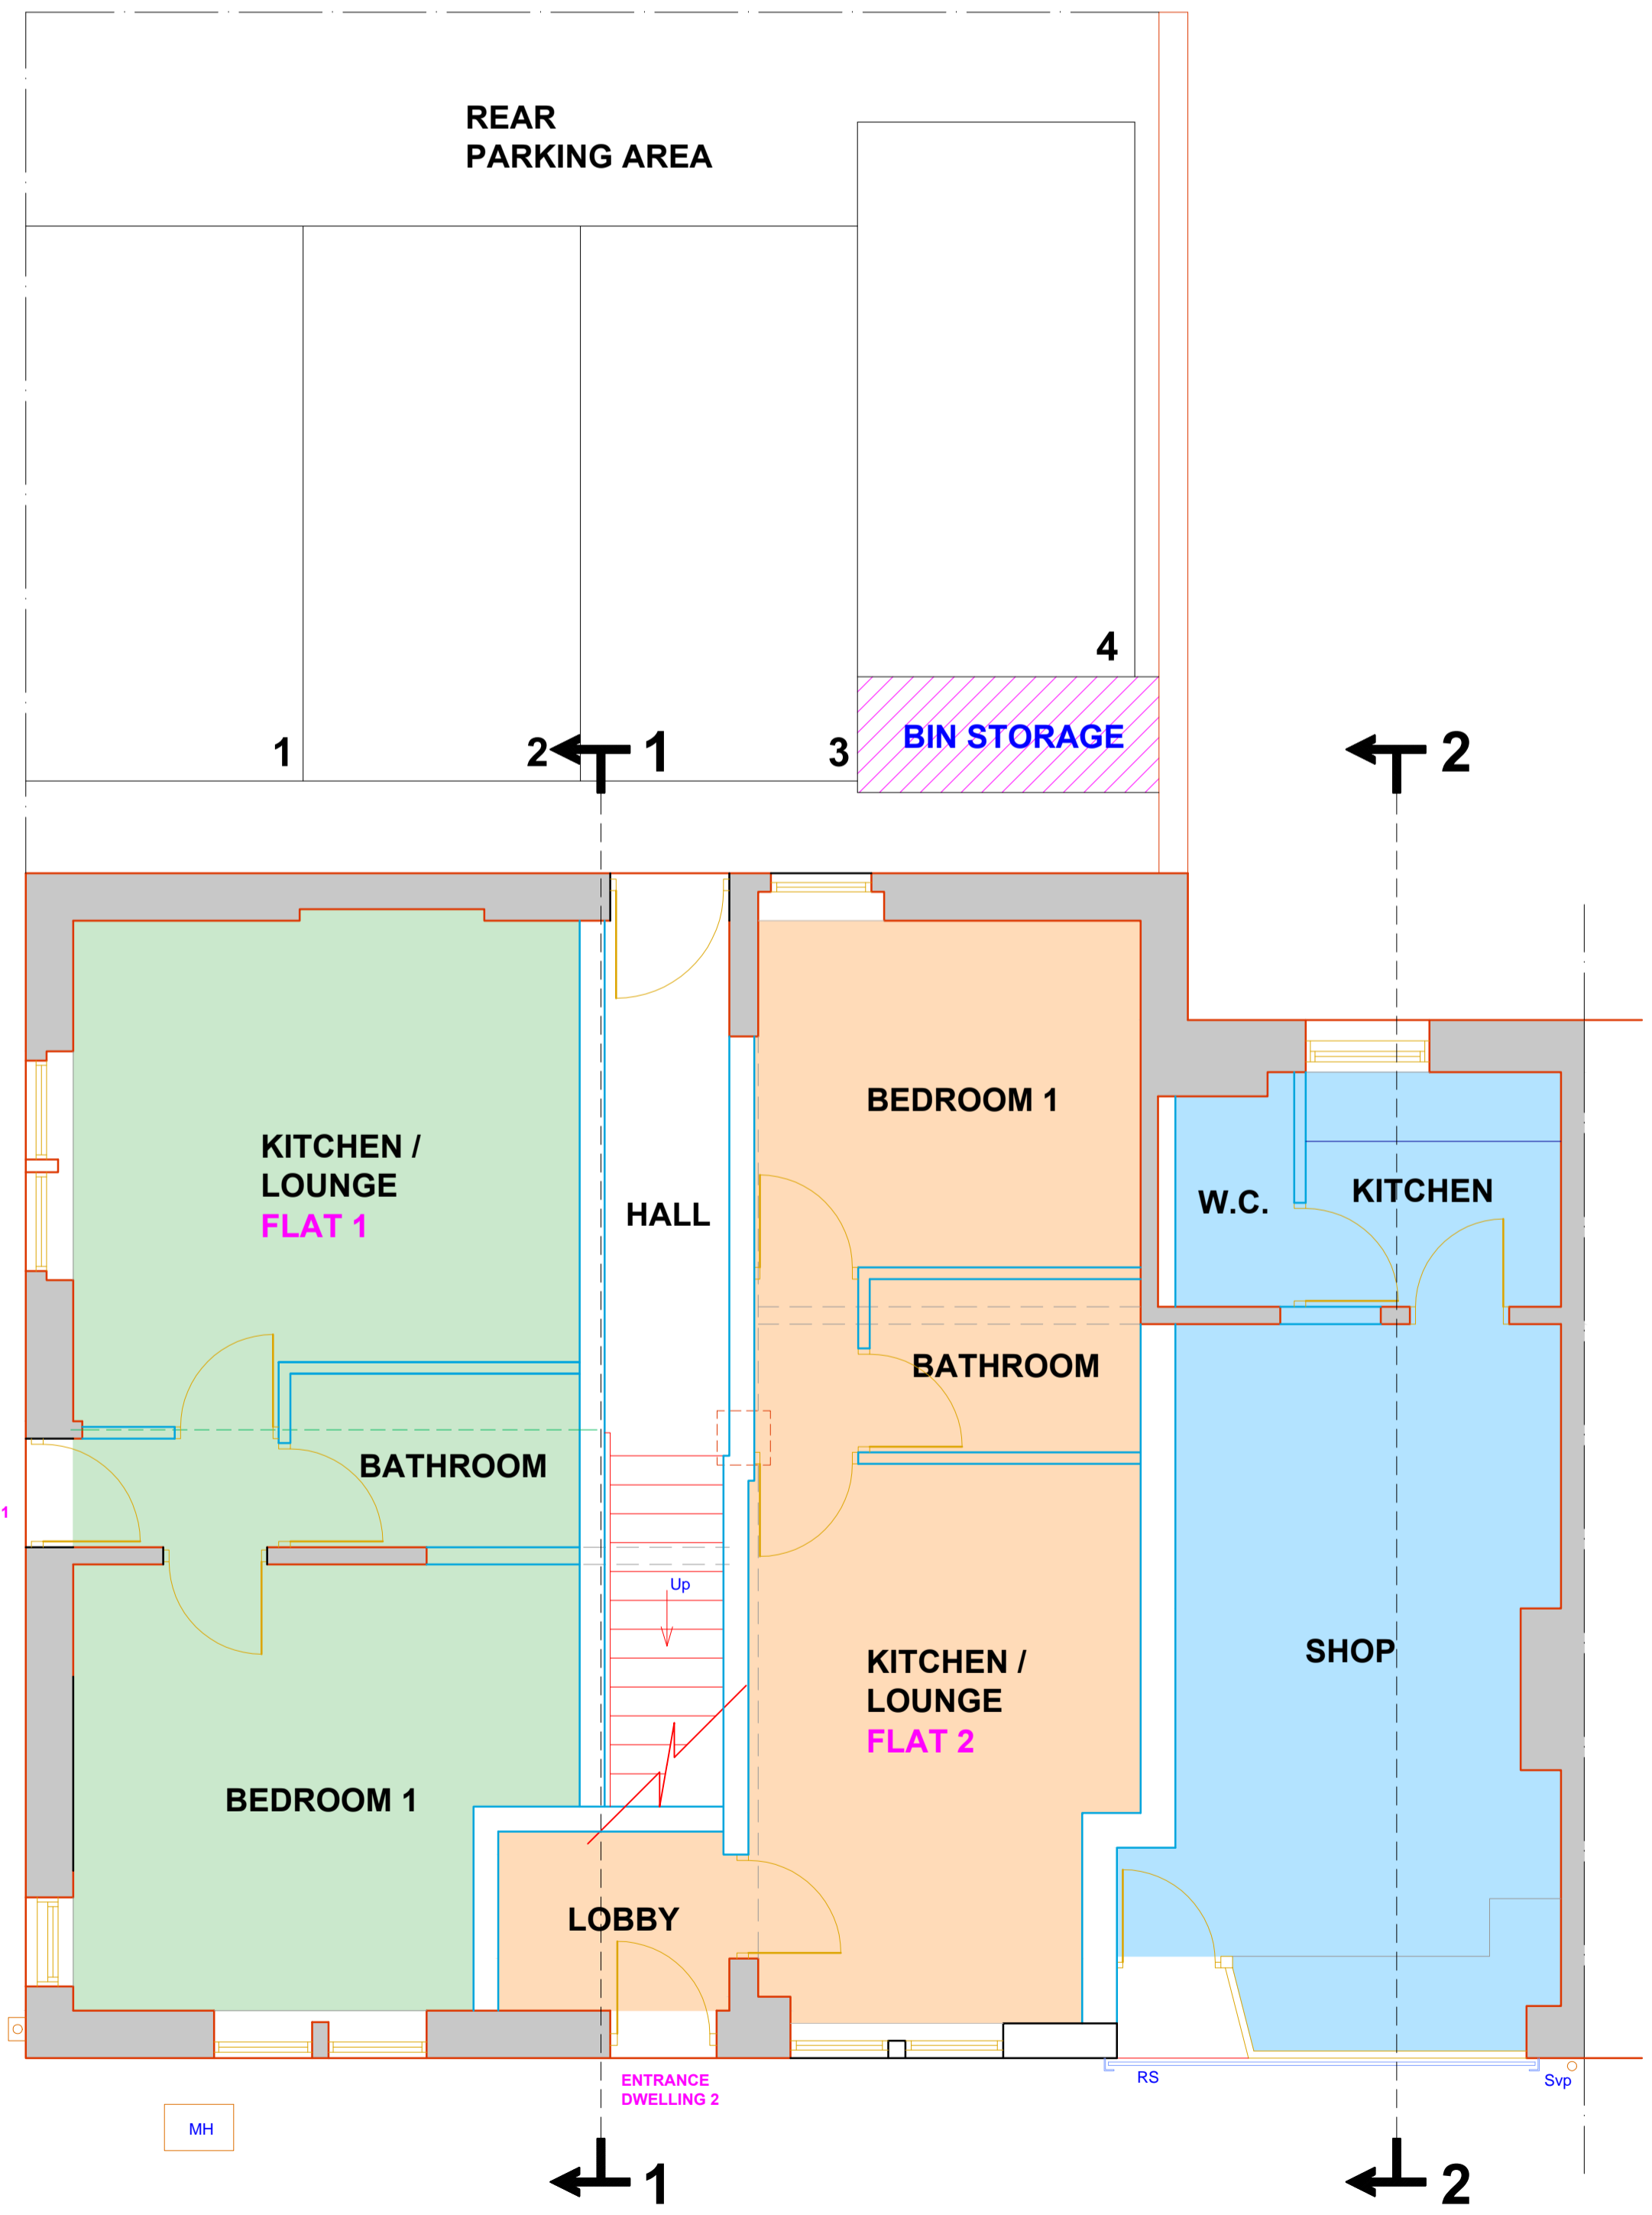 REAR
PARKING AREA
4
BIN STORAGE
1
2
1
3
2
KITCHEN /
LOUNGE
FLAT 1
HALL
BEDROOM 1
W.C.
KITCHEN
BATHROOM
BATHROOM
1
Up
KITCHEN /
LOUNGE
FLAT 2
SHOP
BEDROOM 1
LOBBY
ENTRANCE
DWELLING 2
RS
Svp
MH
1
2